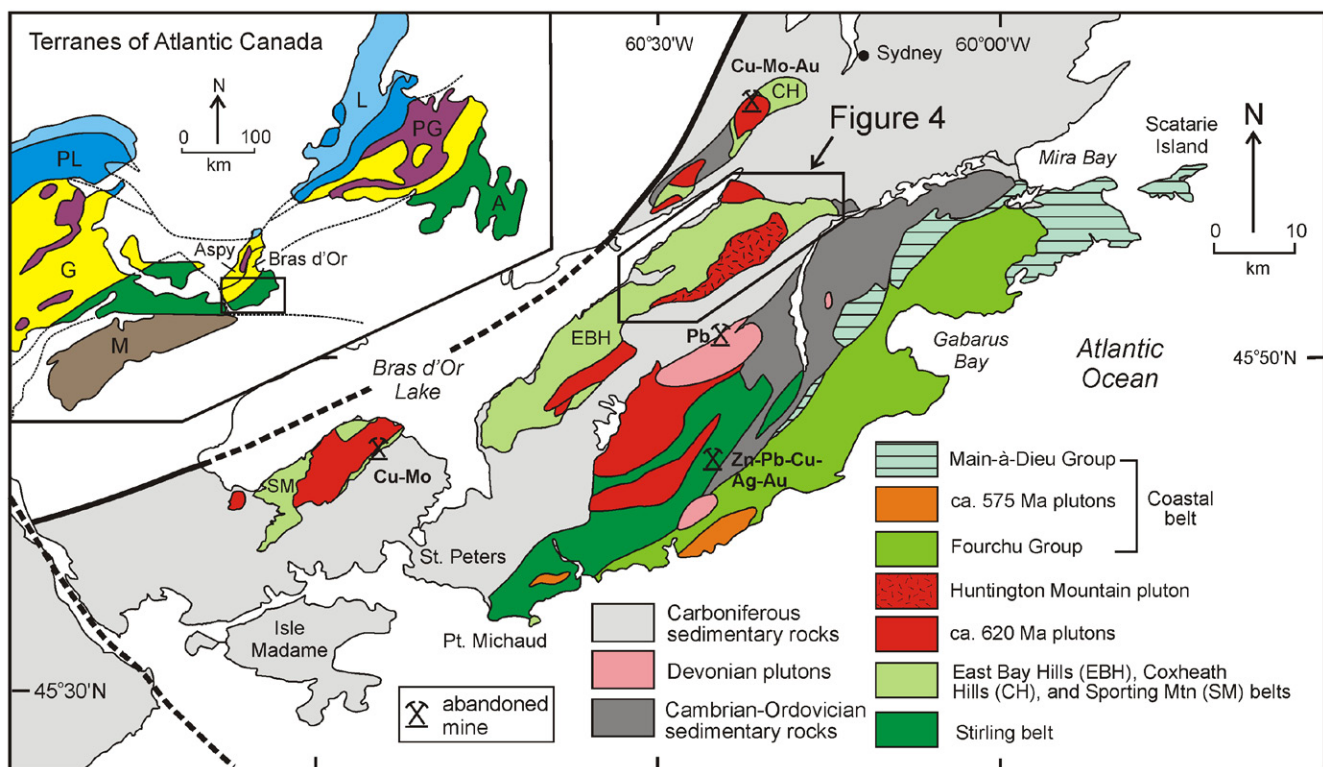 Terranes of Atlantic Canada
N
0 100
km
L
PG
PL
A
Aspy
Bras d'Or
G
M
60°30'W
60°00'W
Sydney
Cu-Mo-Au
CH
Figure 4
Scatarie
Island
Mira Bay
N
0 10
km
EBH
Pb
Gabarus
Bay
Atlantic
Ocean
45°50'N
Bras d'Or
Lake
SM
Cu-Mo
Zn-Pb-Cu-
Ag-Au
St. Peters
Isle
Madame
Pt. Michaud
45°30'N
abandoned
mine
Carboniferous
sedimentary rocks
Devonian plutons
Cambrian-Ordovician
sedimentary rocks
Main-à-Dieu Group
ca. 575 Ma plutons
Coastal
belt
Fourchu Group
Huntington Mountain pluton
ca. 620 Ma plutons
East Bay Hills (EBH), Coxheath
Hills (CH), and Sporting Mtn (SM) belts
Stirling belt